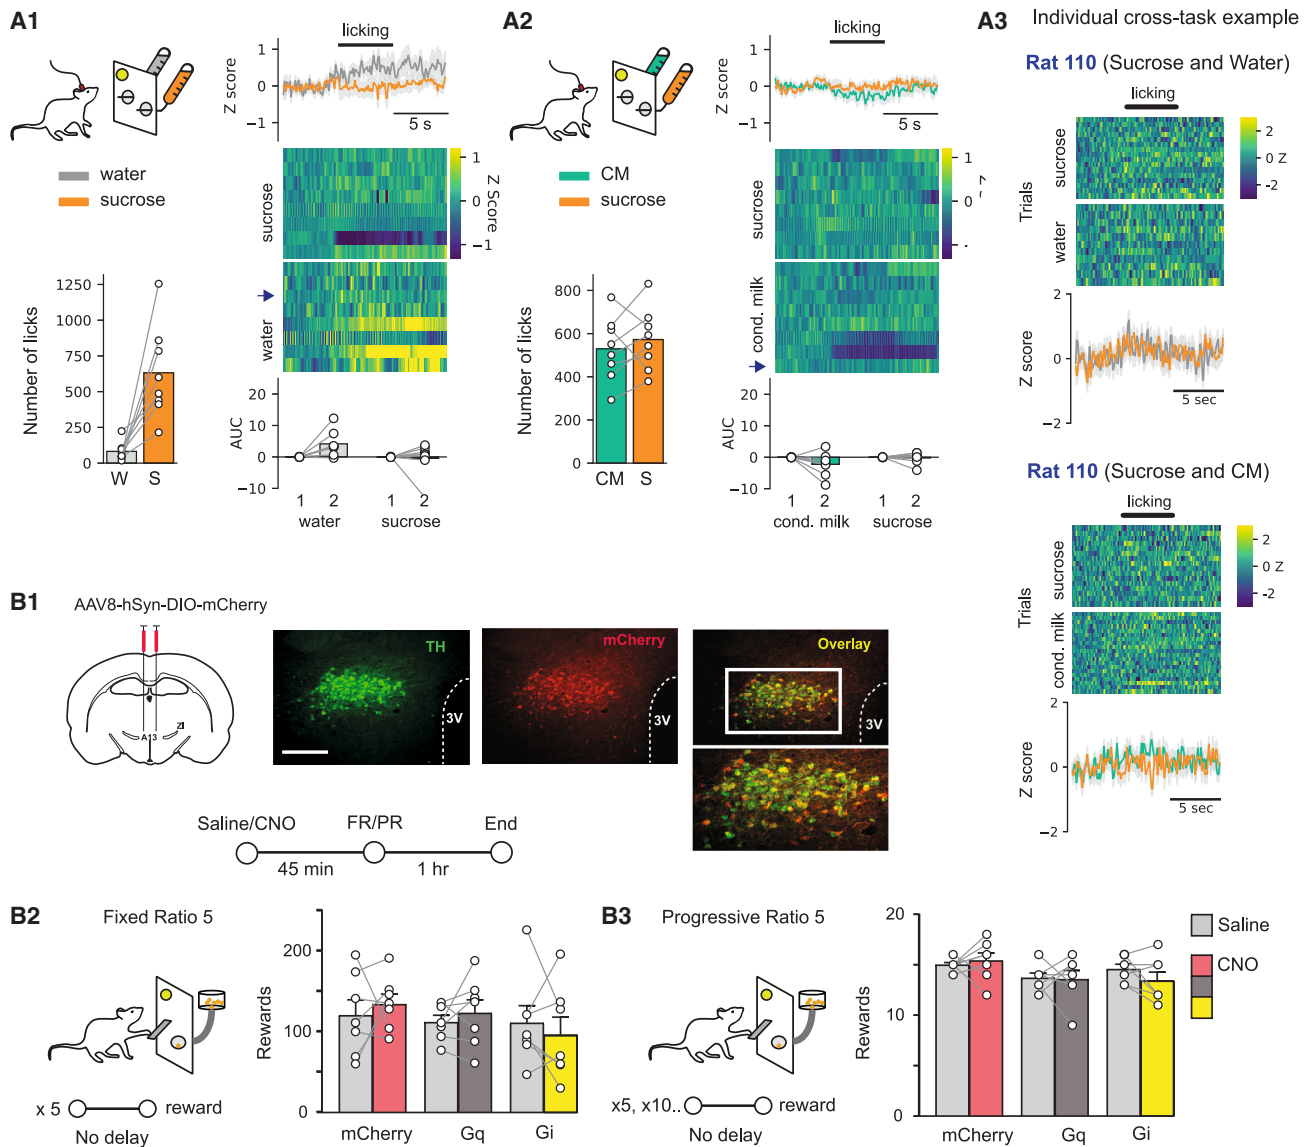 A1
licking
Z score
1
0
−1
5 s
water
sucrose
sucrose
water
1
0
−1
Z Score
Number of licks
1250
1000
750
500
250
0
W S
AUC
20
10
0
−10
1 2 1 2
water sucrose
A2
licking
Z score
1
0
−1
5 s
CM
sucrose
sucrose
cond. milk
1
0
Number of licks
800
600
400
200
0
CM S
AUC
20
10
0
−10
1 2 1 2
cond. milk sucrose
A3
Individual cross-task example
Rat 110 (Sucrose and Water)
licking
Trials
sucrose
water
2
0 Z
-2
Z score
2
0
−2
5 sec
Rat 110 (Sucrose and CM)
licking
Trials
sucrose
cond. milk
2
0 Z
-2
Z score
2
0
−2
5 sec
B1
AAV8-hSyn-DIO-mCherry
A13
ZI
TH
3V
mCherry
3V
Overlay
3V
Saline/CNO FR/PR End
45 min 1 hr
B2
Fixed Ratio 5
x 5 reward
No delay
Rewards
200
100
0
mCherry Gq Gi
B3
Progressive Ratio 5
x5, x10.. reward
No delay
Rewards
20
10
0
mCherry Gq Gi
Saline
CNO